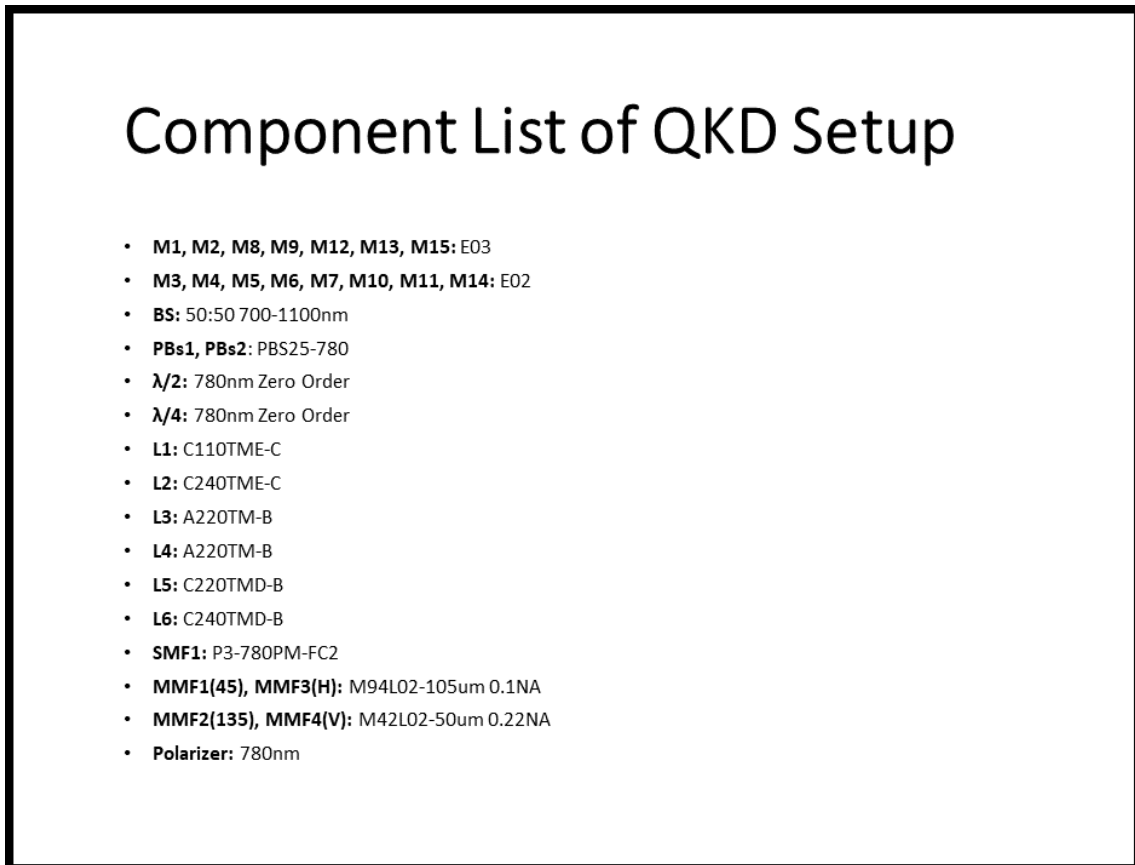 Component List of QKD Setup
• M1, M2, M8, M9, M12, M13, M15: E03
• M3, M4, M5, M6, M7, M10, M11, M14: E02
• BS: 50:50 700-1100nm
• PBs1, PBs2: PBS25-780
• λ/2: 780nm Zero Order
• λ/4: 780nm Zero Order
• L1: C110TME-C
• L2: C240TME-C
• L3: A220TM-B
• L4: A220TM-B
• L5: C220TMD-B
• L6: C240TMD-B
• SMF1: P3-780PM-FC2
• MMF1(45), MMF3(H): M94L02-105um 0.1NA
• MMF2(135), MMF4(V): M42L02-50um 0.22NA
• Polarizer: 780nm